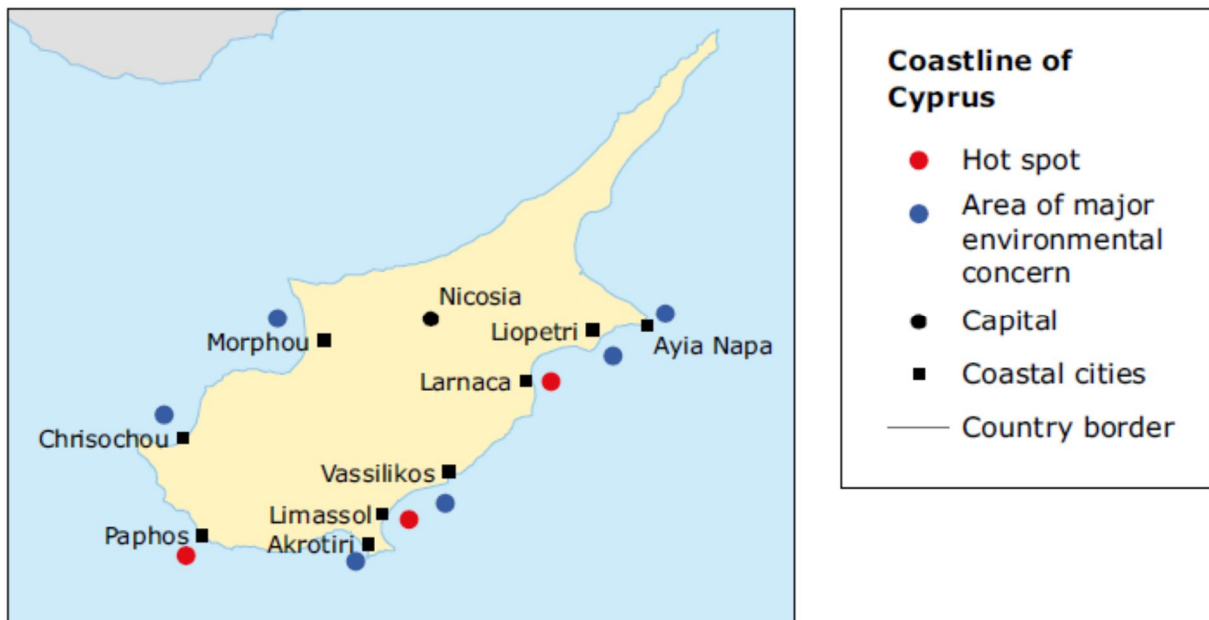 Nicosia
Morphou
Liopetri
Ayia Napa
Larnaca
Chrisochou
Vassilikos
Limassol
Paphos
Akrotiri
Coastline of
Cyprus
Hot spot
Area of major
environmental
concern
Capital
Coastal cities
Country border